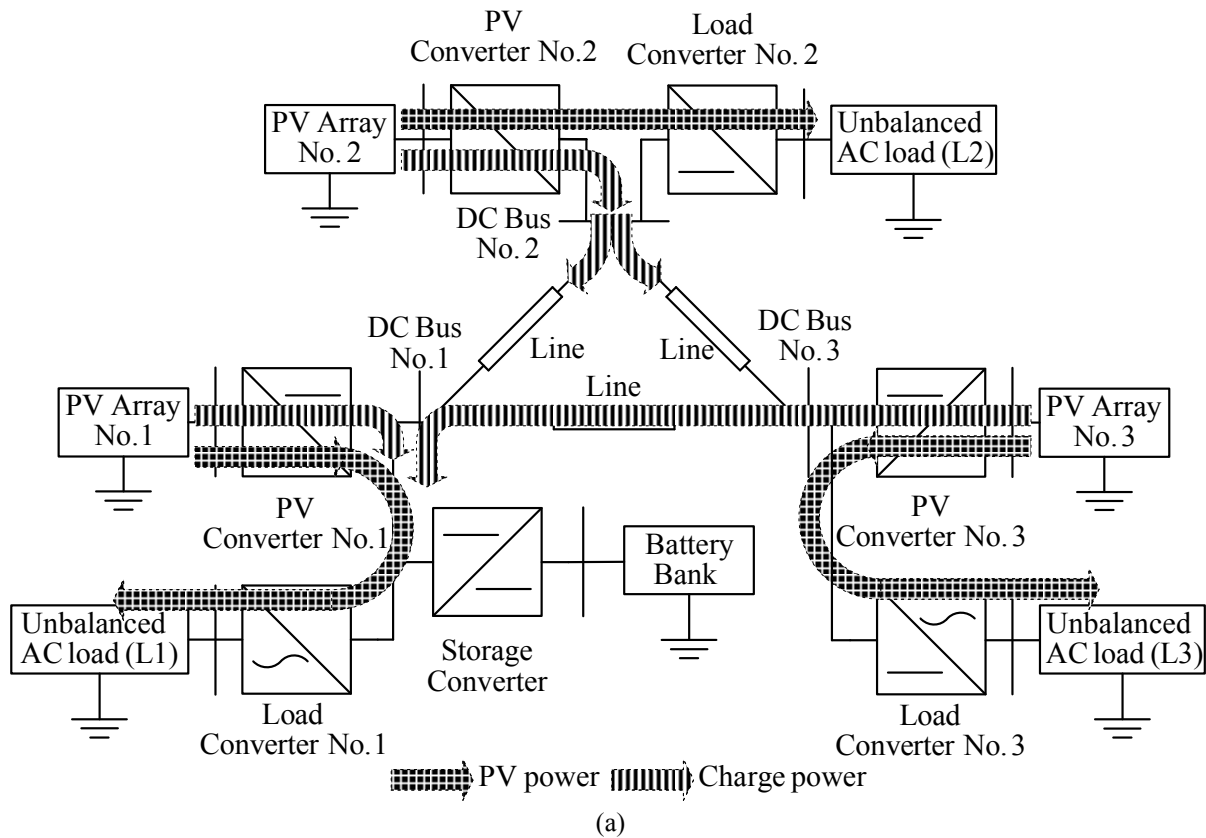 PV
Converter No.2
Load
Converter No. 2
PV Array
No. 2
Unbalanced
AC load (L2)
DC Bus
No. 2
DC Bus
No.1
Line
Line
DC Bus
No.3
Line
PV Array
No.1
PV Array
No. 3
PV
Converter No.1
PV
Converter No.3
Battery
Bank
Unbalanced
AC load (L1)
Storage
Converter
Unbalanced
AC load (L3)
Load
Converter No.1
Load
Converter No.3
PV power
Charge power
(a)